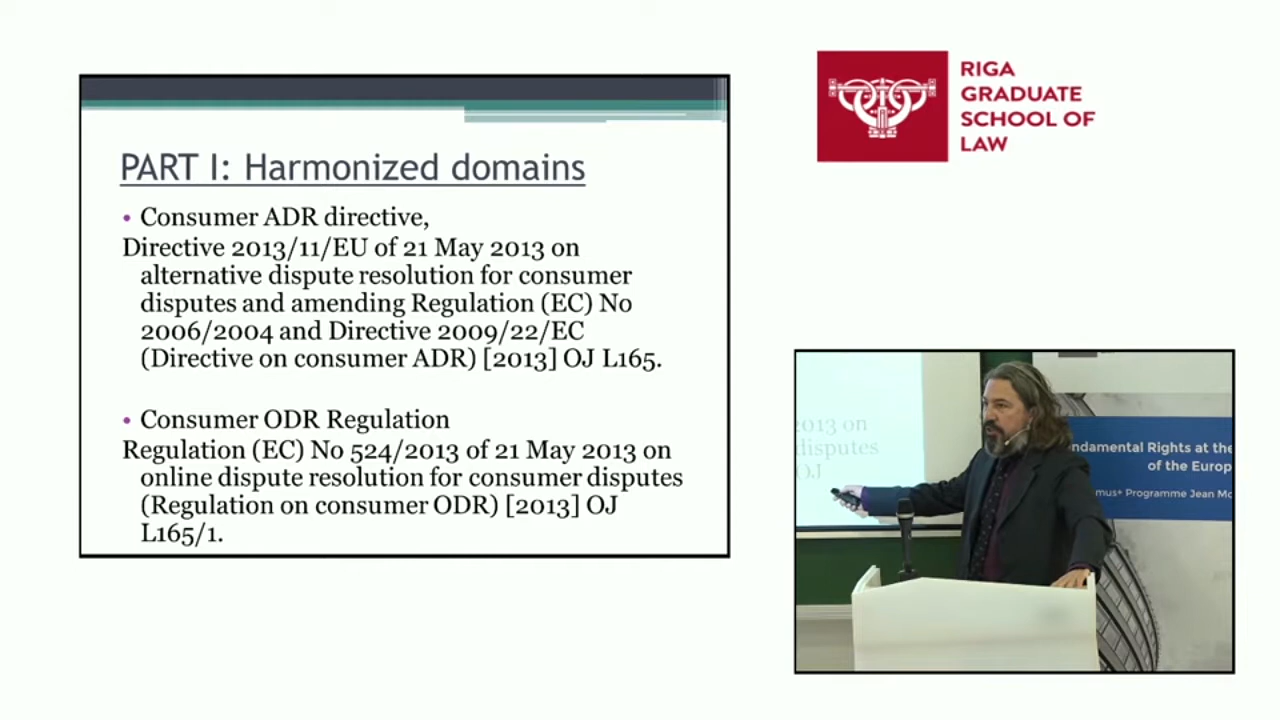 PART I: Harmonized domains
• Consumer ADR directive,
Directive 2013/11/EU of 21 May 2013 on
alternative dispute resolution for consumer
disputes and amending Regulation (EC) No
2006/2004 and Directive 2009/22/EC
(Directive on consumer ADR) [2013] OJ L165.
• Consumer ODR Regulation
Regulation (EC) No 524/2013 of 21 May 2013 on
online dispute resolution for consumer disputes
(Regulation on consumer ODR) [2013] OJ
L165/1.
RIGA
GRADUATE
SCHOOL OF
LAW
2013 on
disputes
OJ
ndamental Rights at the
of the Europ
mus+ Programme Jean Mo